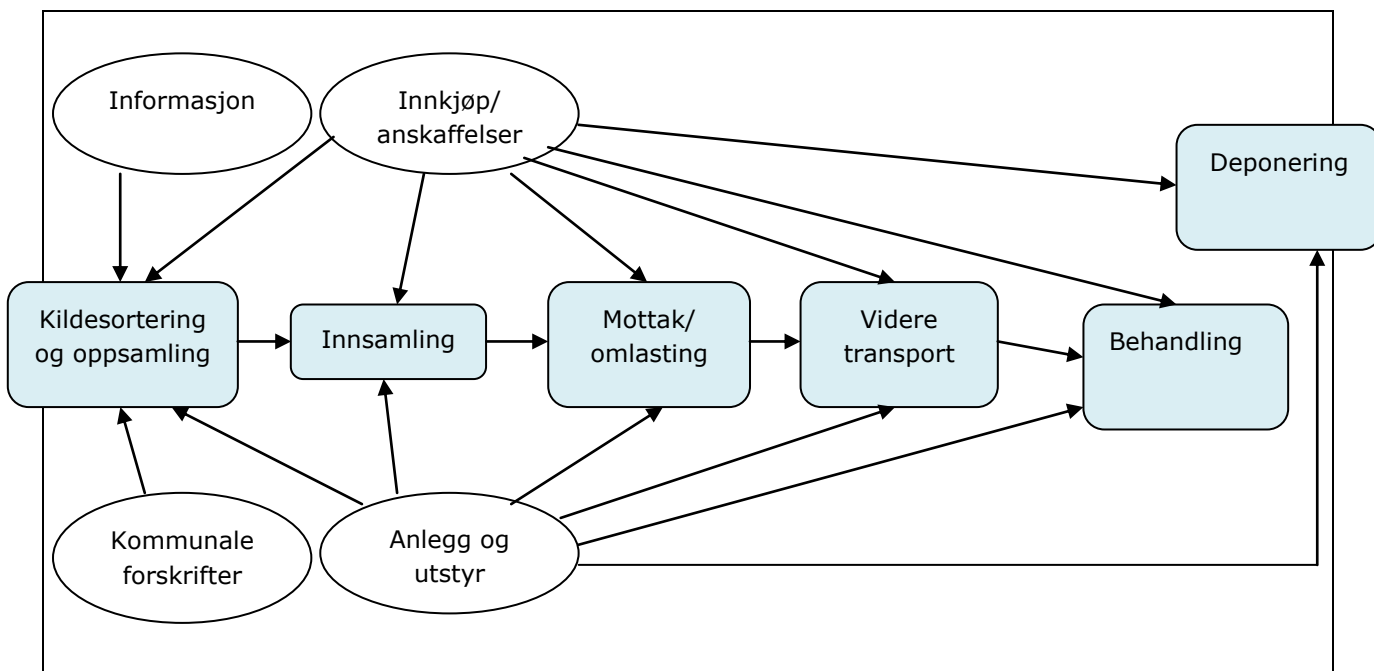 Informasjon
Innkjøp/
anskaffelser
Deponering
Kildesortering
og oppsamling
Innsamling
Mottak/
omlasting
Videre
transport
Behandling
Kommunale
forskrifter
Anlegg og
utstyr